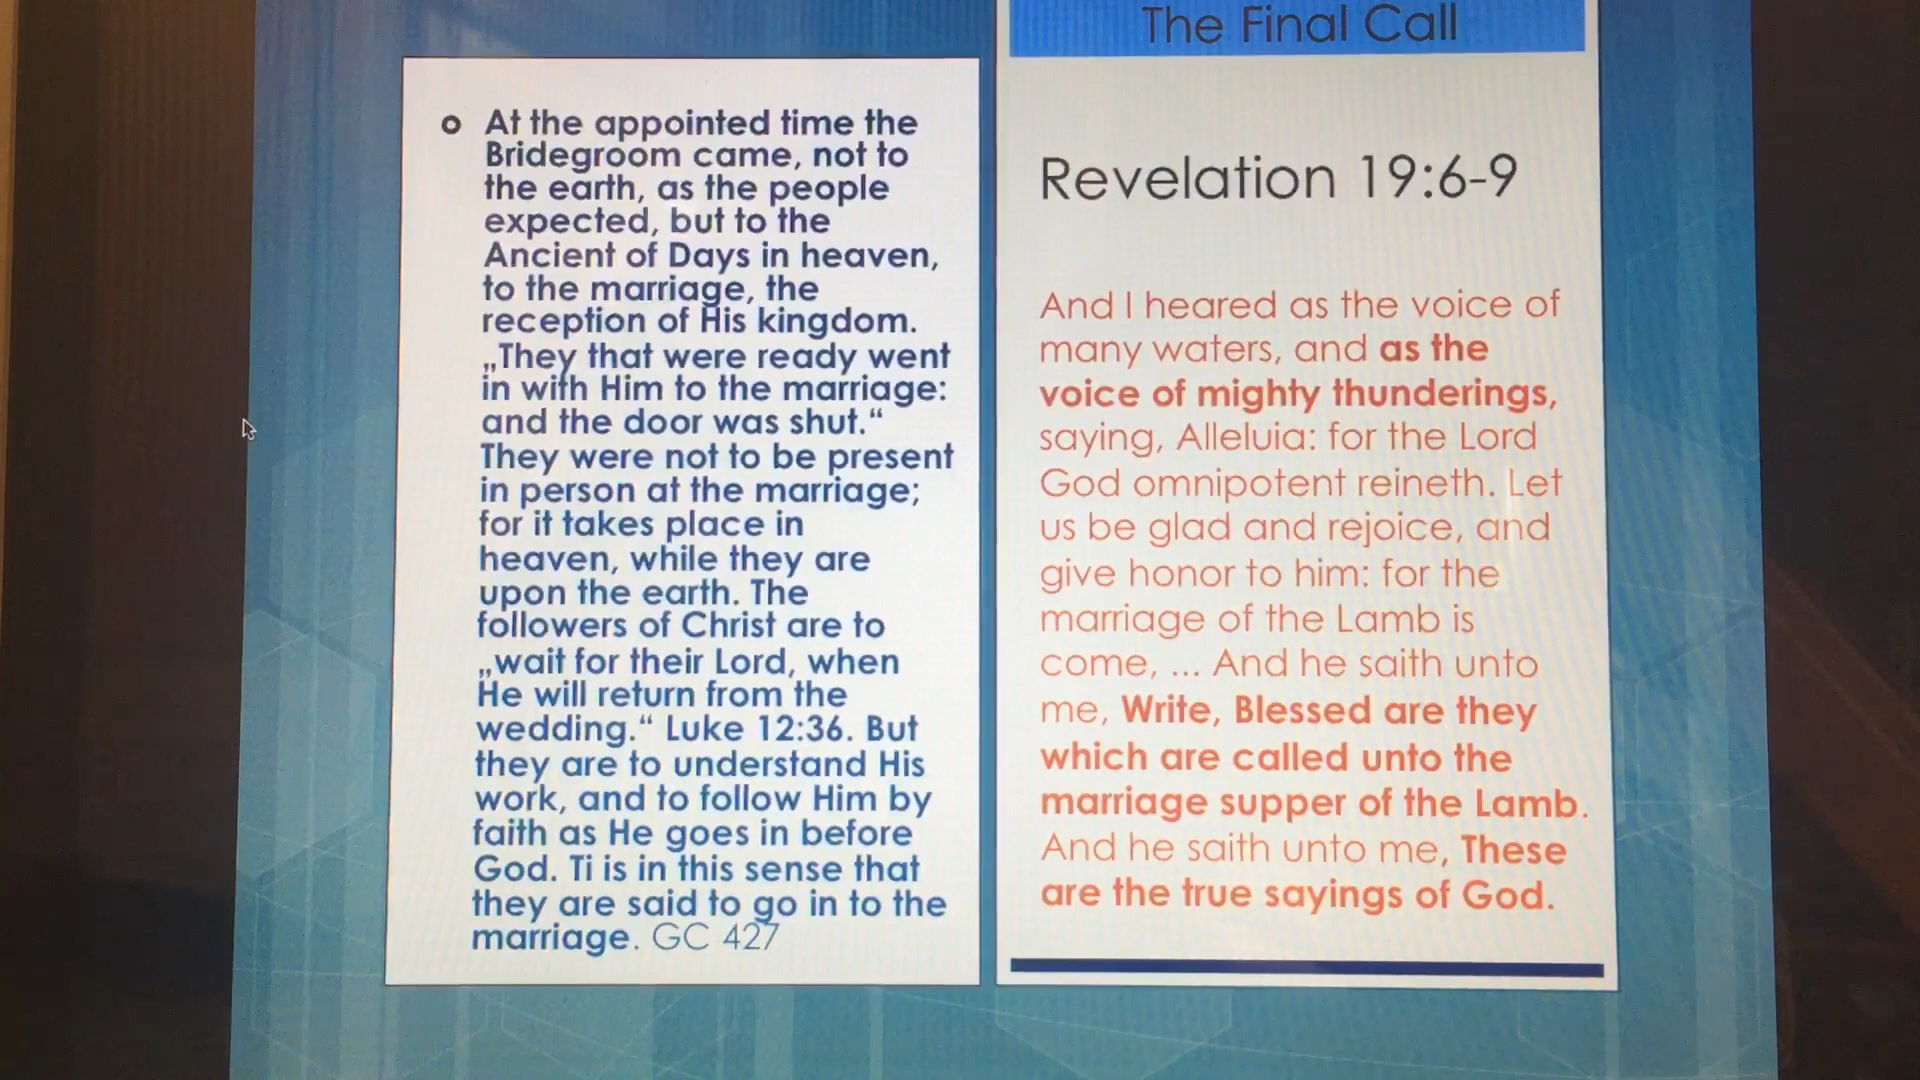 The Final Call
o At the appointed time the
Bridegroom came, not to
the earth, as the people
expected, but to the
Ancient of Days in heaven,
to the marriage, the
reception of His kingdom.
„They that were ready went
in with Him to the marriage:
and the door was shut.“
They were not to be present
in person at the marriage;
for it takes place in
heaven, while they are
upon the earth. The
followers of Christ are to
„wait for their Lord, when
He will return from the
wedding.“ Luke 12:36. But
they are to understand His
work, and to follow Him by
faith as He goes in before
God. Ti is in this sense that
they are said to go in to the
marriage. GC 427
Revelation 19:6-9
And I heared as the voice of
many waters, and as the
voice of mighty thunderings,
saying, Alleluia: for the Lord
God omnipotent reineth. Let
us be glad and rejoice, and
give honor to him: for the
marriage of the Lamb is
come, ... And he saith unto
me, Write, Blessed are they
which are called unto the
marriage supper of the Lamb.
And he saith unto me, These
are the true sayings of God.